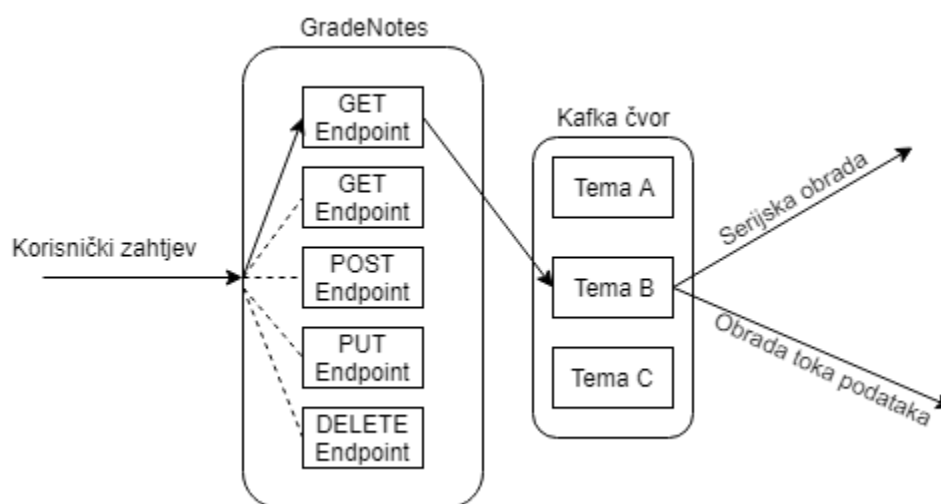 GradeNotes
Korisnički zahtjev
GET
Endpoint
GET
Endpoint
POST
Endpoint
PUT
Endpoint
DELETE
Endpoint
Kafka čvor
Tema A
Tema B
Tema C
Serijska obrada
Obrada toka podataka